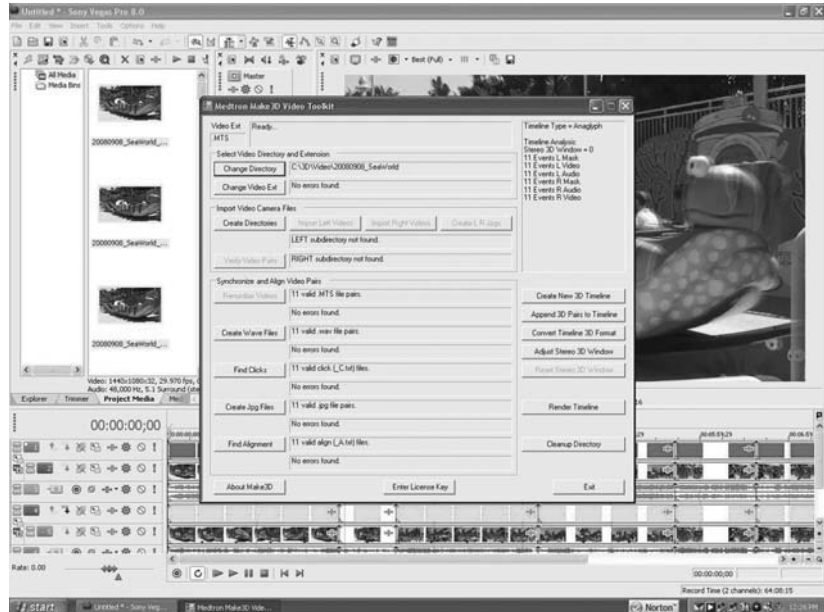 Untitled * - Sony Vegas Pro 8.0
File Edit View Insert Tools Options Help
All Media
Media Bins
Master
Best (Full)
20080908_SeaWorld_...
20080908_SeaWorld_...
20080908_SeaWorld_...
Video: 1440x1080x32, 29.970 fps,
Audio: 48,000 Hz, 5.1 Surround
Explorer Trimmer Project Media
Medtron Make3D Video Toolkit
Video Ext Ready...
.MTS
Select Video Directory and Extension
Change Directory C:\3D\Video\20080908_SeaWorld
Change Video Ext No errors found.
Import Video Camera Files
Create Directories Import Left Videos Import Right Videos Create L R Jpgs
LEFT subdirectory not found.
Verify Video Pairs RIGHT subdirectory not found.
Synchronize and Align Video Pairs
Renumber Videos 11 valid .MTS file pairs.
No errors found.
Create Wave Files 11 valid .wav file pairs.
No errors found.
Find Clicks 11 valid click (_C.txt) files.
No errors found.
Create Jpg Files 11 valid .jpg file pairs.
No errors found.
Find Alignment 11 valid align (_A.txt) files.
No errors found.
About Make3D Enter License Key Exit
Timeline Type = Anaglyph
Timeline Analysis:
Stereo 3D Window = 0
11 Events L Mask
11 Events L Video
11 Events L Audio
11 Events R Mask
11 Events R Audio
11 Events R Video
Create New 3D Timeline
Append 3D Pairs to Timeline
Convert Timeline 3D Format
Adjust Stereo 3D Window
Reset Stereo 3D Window
Render Timeline
Cleanup Directory
00:00:00;00
Rate: 0.00
00:00:00;00
Record Time (2 channels): 64:08:15
start Untitled * - Sony Veg... Medtron Make3D Vide... Norton 12:26 PM